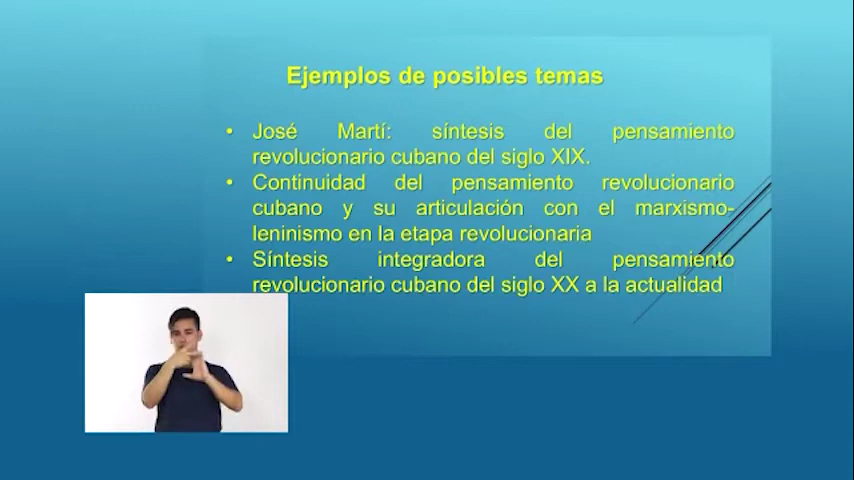 Ejemplos de posibles temas
• José Martí: síntesis del pensamiento
revolucionario cubano del siglo XIX.
• Continuidad del pensamiento revolucionario
cubano y su articulación con el marxismo-
leninismo en la etapa revolucionaria
• Síntesis integradora del pensamiento
revolucionario cubano del siglo XX a la actualidad